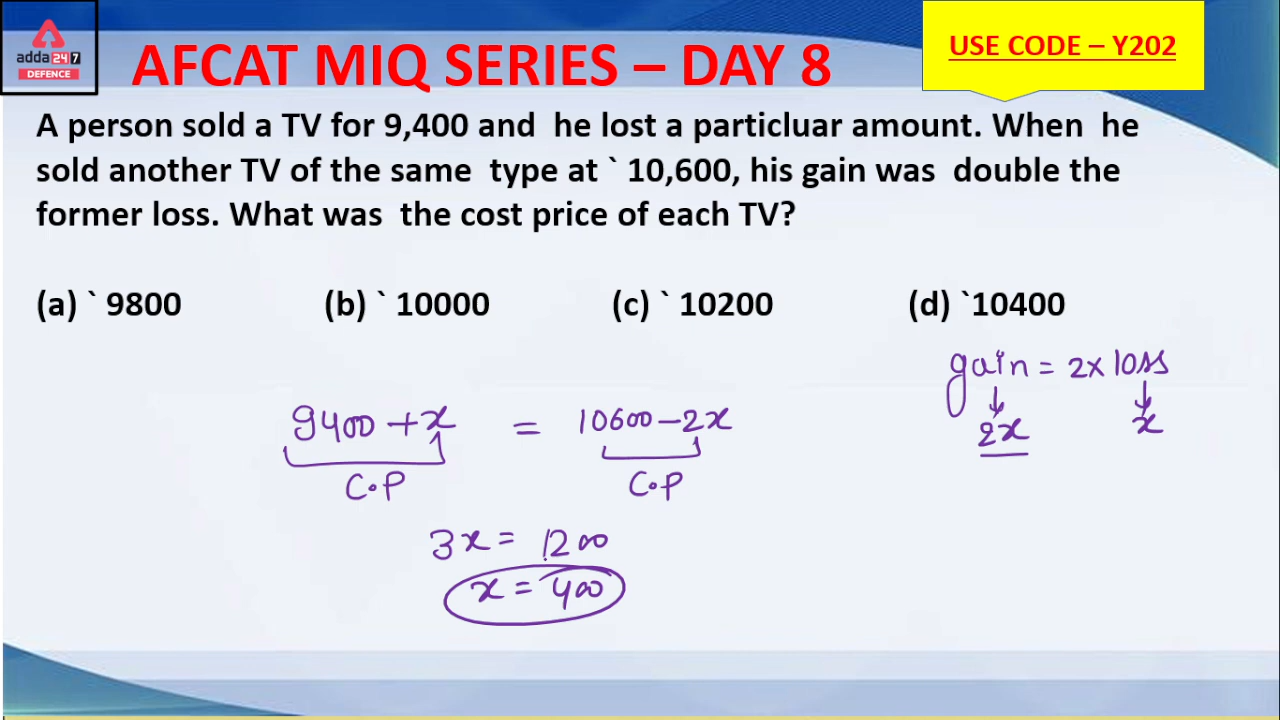 adda 24 7
DEFENCE
AFCAT MIQ SERIES – DAY 8
USE CODE – Y202
A person sold a TV for 9,400 and he lost a particluar amount. When he
sold another TV of the same type at ` 10,600, his gain was double the
former loss. What was the cost price of each TV?
(a) ` 9800 (b) ` 10000 (c) ` 10200 (d) `10400
gain = 2x loss
2x x
9400 + x = 10600 - 2x
C.P C.P
3x = 1200
x = 400